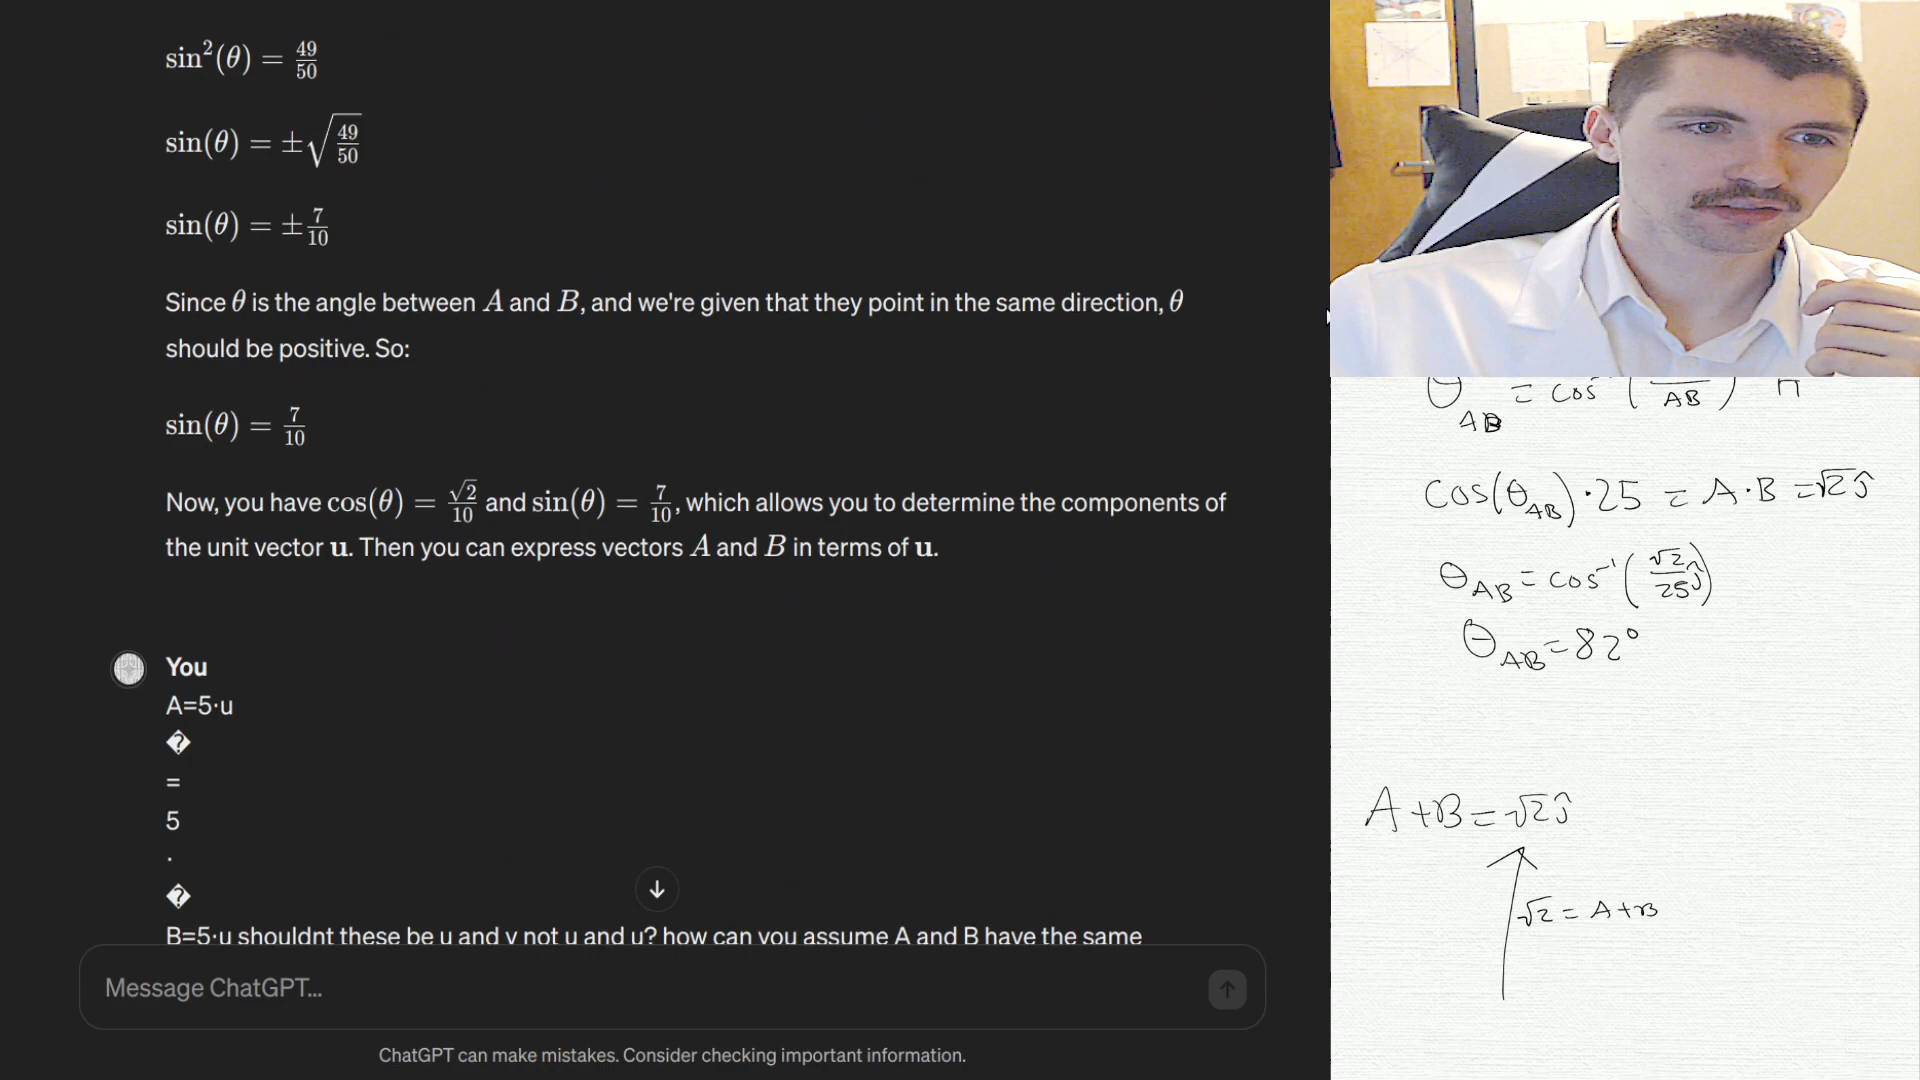 sin²(θ) = 49/50
sin(θ) = ±√(49/50)
sin(θ) = ±7/10
Since θ is the angle between A and B, and we're given that they point in the same direction, θ
should be positive. So:
sin(θ) = 7/10
Now, you have cos(θ) = √2/10 and sin(θ) = 7/10, which allows you to determine the components of
the unit vector u. Then you can express vectors A and B in terms of u.
You
A=5·u
�
=
5
·
�
B=5·u shouldnt these be u and v not u and u? how can you assume A and B have the same
Message ChatGPT...
ChatGPT can make mistakes. Consider checking important information.
θ_AB = cos ( /AB )
cos(θ_AB)·25 = A·B = √2 ĵ
θ_AB = cos⁻¹(√2/25 ĵ)
θ_AB = 82°
A+B = √2 ĵ
√2 = A+B